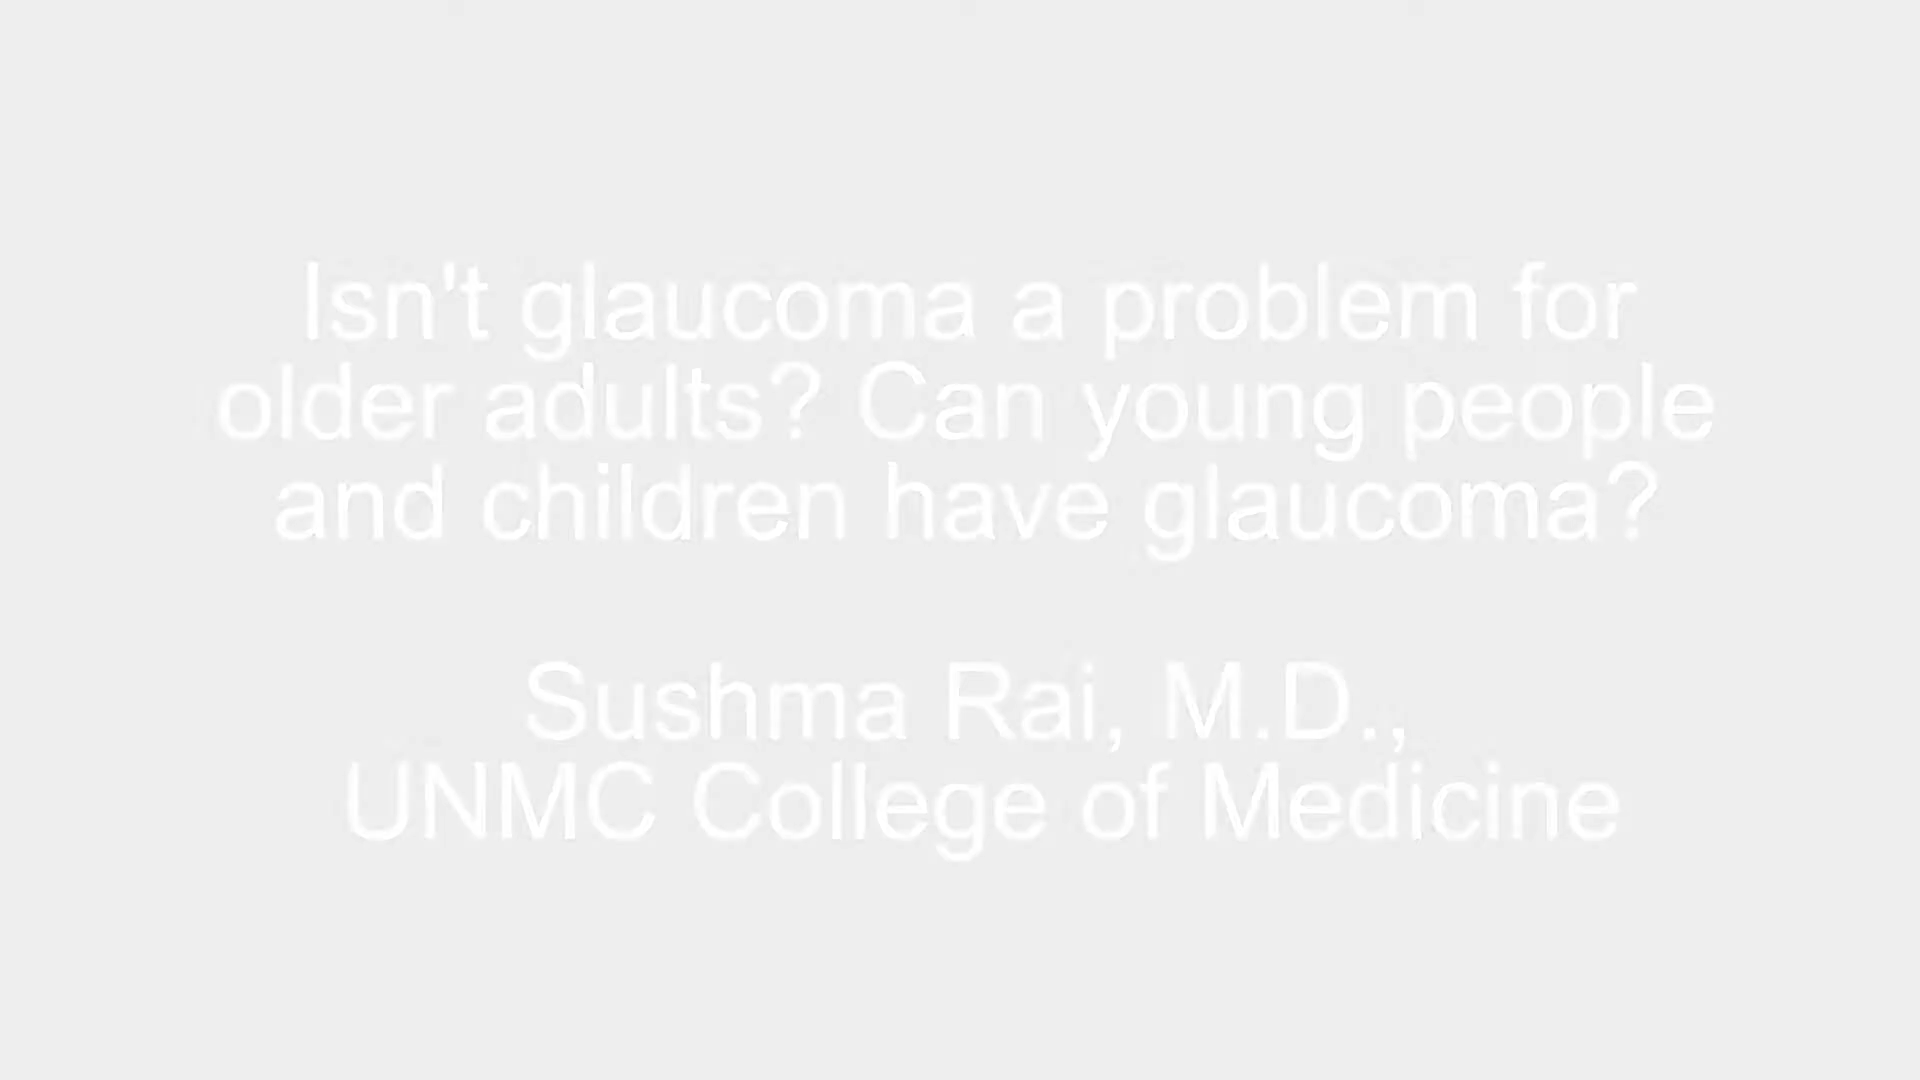 Isn't glaucoma a problem for
older adults? Can young people
and children have glaucoma?
Sushma Rai, M.D.,
UNMC College of Medicine